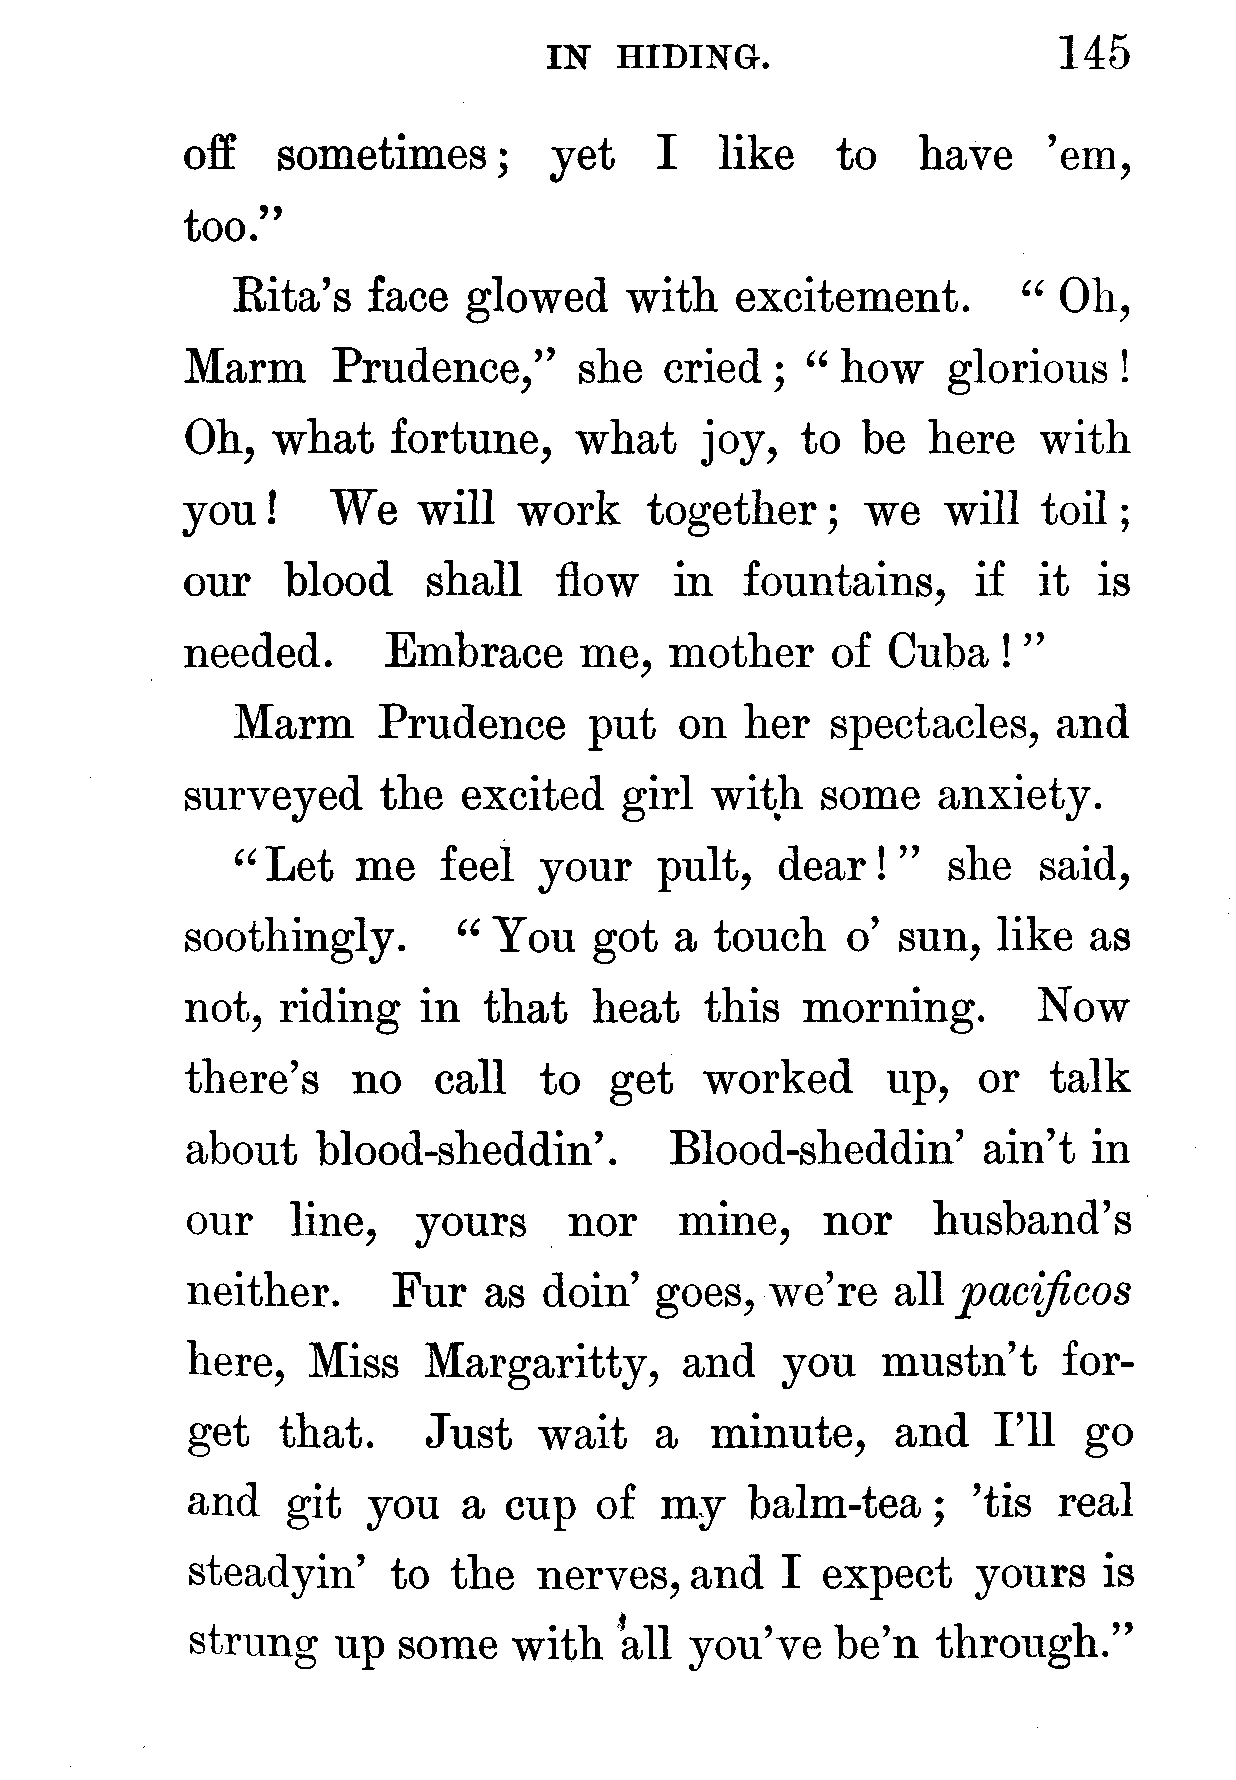 IN HIDING. 145
off sometimes; yet I like to have 'em,
too."
Rita's face glowed with excitement. "Oh,
Marm Prudence," she cried; "how glorious!
Oh, what fortune, what joy, to be here with
you! We will work together; we will toil;
our blood shall flow in fountains, if it is
needed. Embrace me, mother of Cuba!"
Marm Prudence put on her spectacles, and
surveyed the excited girl with some anxiety.
"Let me feel your pult, dear!" she said,
soothingly. "You got a touch o' sun, like as
not, riding in that heat this morning. Now
there's no call to get worked up, or talk
about blood-sheddin'. Blood-sheddin' ain't in
our line, yours nor mine, nor husband's
neither. Fur as doin' goes, we're all pacificos
here, Miss Margaritty, and you mustn't for-
get that. Just wait a minute, and I'll go
and git you a cup of my balm-tea; 'tis real
steadyin' to the nerves, and I expect yours is
strung up some with all you've be'n through."